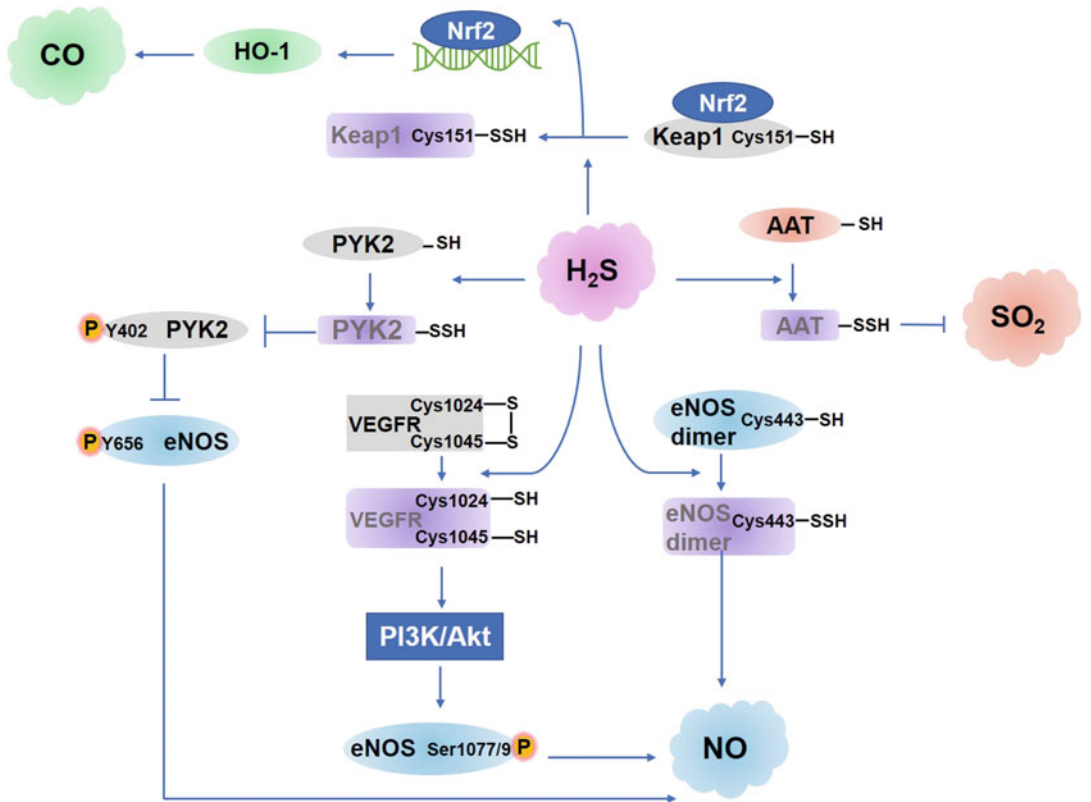 Nrf2
CO
HO-1
Nrf2
Keap1 Cys151–SSH
Keap1 Cys151–SH
AAT –SH
PYK2 –SH
H₂S
P Y402 PYK2
PYK2 –SSH
AAT –SSH
SO₂
Cys1024–S
VEGFR
Cys1045–S
eNOS Cys443–SH
dimer
P Y656 eNOS
Cys1024–SH
VEGFR
Cys1045–SH
eNOS Cys443–SSH
dimer
PI3K/Akt
eNOS Ser1077/9 P
NO